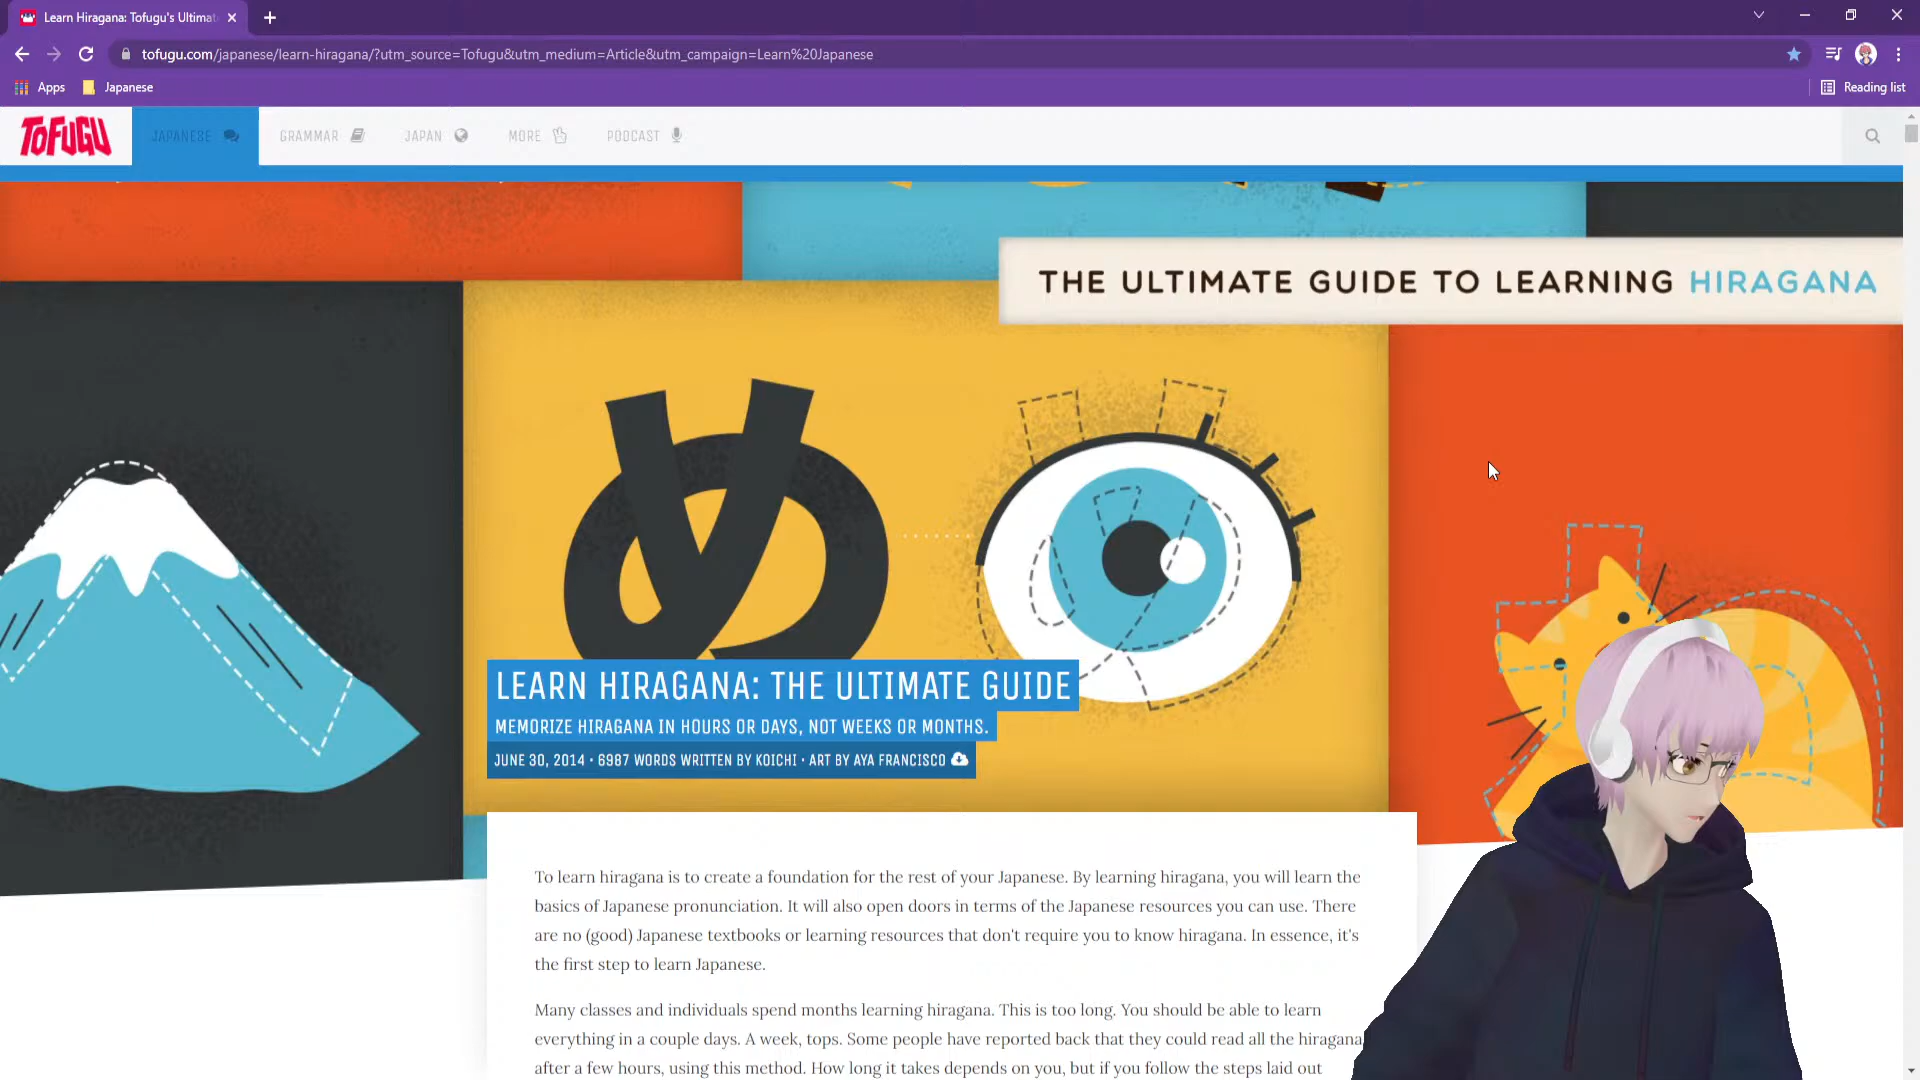 Learn Hiragana: Tofugu's Ultimat
tofugu.com/japanese/learn-hiragana/?utm_source=Tofugu&utm_medium=Article&utm_campaign=Learn%20Japanese
Apps
Japanese
Reading list
TOFUGU
JAPANESE
GRAMMAR
JAPAN
MORE
PODCAST
THE ULTIMATE GUIDE TO LEARNING HIRAGANA
め
LEARN HIRAGANA: THE ULTIMATE GUIDE
MEMORIZE HIRAGANA IN HOURS OR DAYS, NOT WEEKS OR MONTHS.
JUNE 30, 2014 • 6987 WORDS WRITTEN BY KOICHI • ART BY AYA FRANCISCO
To learn hiragana is to create a foundation for the rest of your Japanese. By learning hiragana, you will learn the
basics of Japanese pronunciation. It will also open doors in terms of the Japanese resources you can use. There
are no (good) Japanese textbooks or learning resources that don't require you to know hiragana. In essence, it's
the first step to learn Japanese.
Many classes and individuals spend months learning hiragana. This is too long. You should be able to learn
everything in a couple days. A week, tops. Some people have reported back that they could read all the hiragana
after a few hours, using this method. How long it takes depends on you, but if you follow the steps laid out